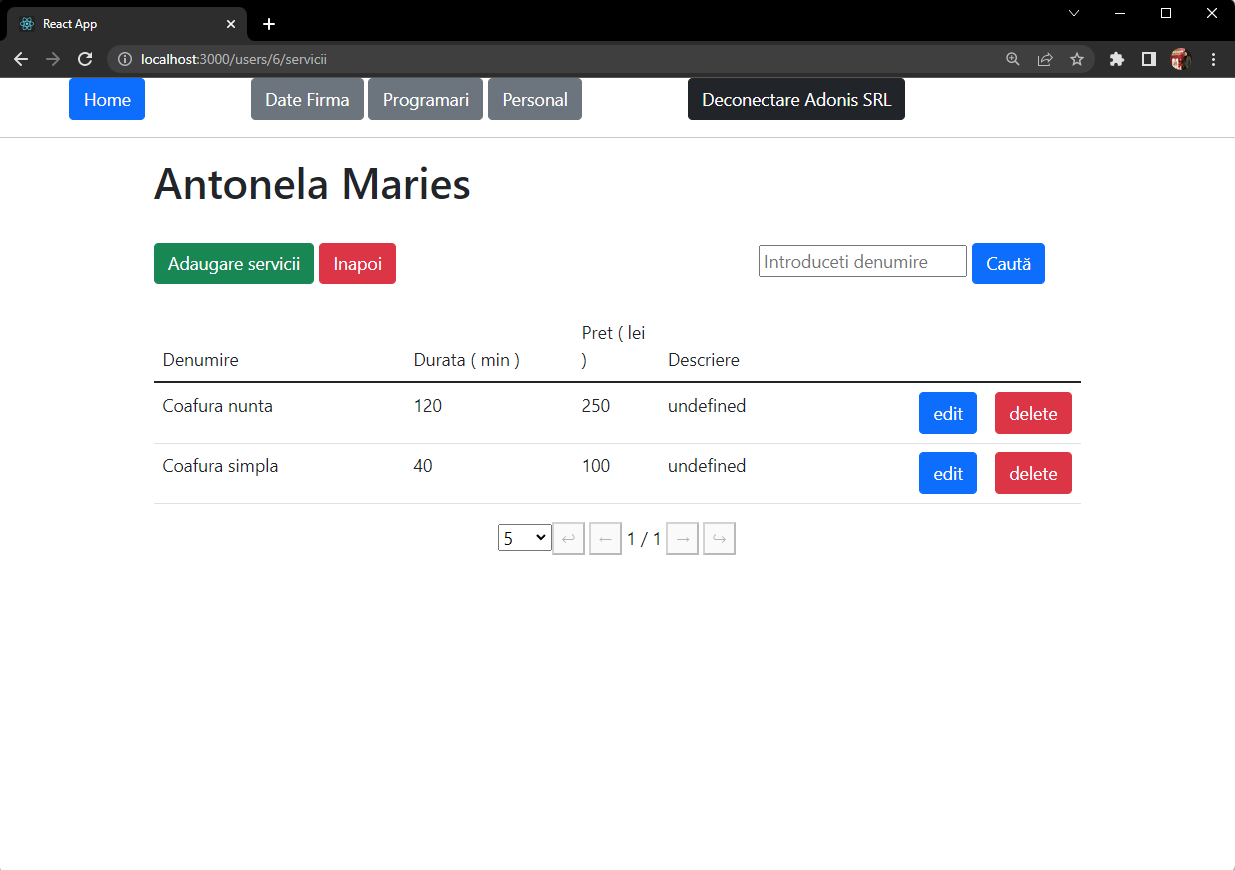 React App
localhost:3000/users/6/servicii
Home Date Firma Programari Personal Deconectare Adonis SRL
Antonela Maries
Adaugare servicii Inapoi Introduceti denumire Caută
Denumire Durata ( min ) Pret ( lei ) Descriere
Coafura nunta 120 250 undefined edit delete
Coafura simpla 40 100 undefined edit delete
5 ↩ ← 1 / 1 → ↪